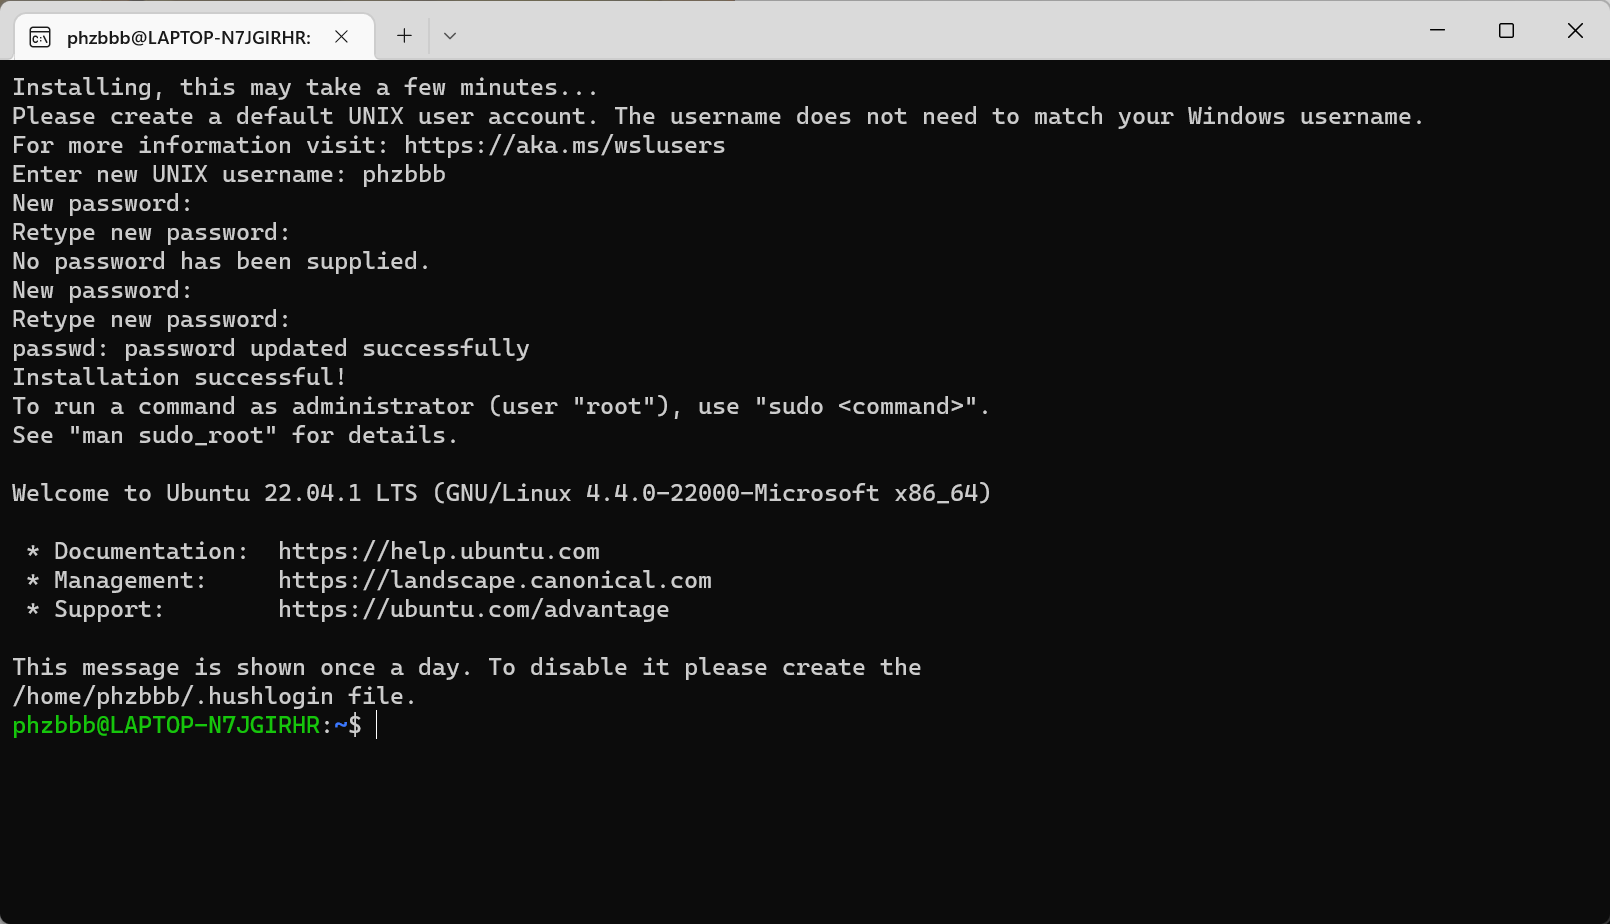 phzbbb@LAPTOP-N7JGIRHR:
Installing, this may take a few minutes...
Please create a default UNIX user account. The username does not need to match your Windows username.
For more information visit: https://aka.ms/wslusers
Enter new UNIX username: phzbbb
New password:
Retype new password:
No password has been supplied.
New password:
Retype new password:
passwd: password updated successfully
Installation successful!
To run a command as administrator (user "root"), use "sudo <command>".
See "man sudo_root" for details.

Welcome to Ubuntu 22.04.1 LTS (GNU/Linux 4.4.0-22000-Microsoft x86_64)

 * Documentation:  https://help.ubuntu.com
 * Management:     https://landscape.canonical.com
 * Support:        https://ubuntu.com/advantage

This message is shown once a day. To disable it please create the
/home/phzbbb/.hushlogin file.
phzbbb@LAPTOP-N7JGIRHR:~$